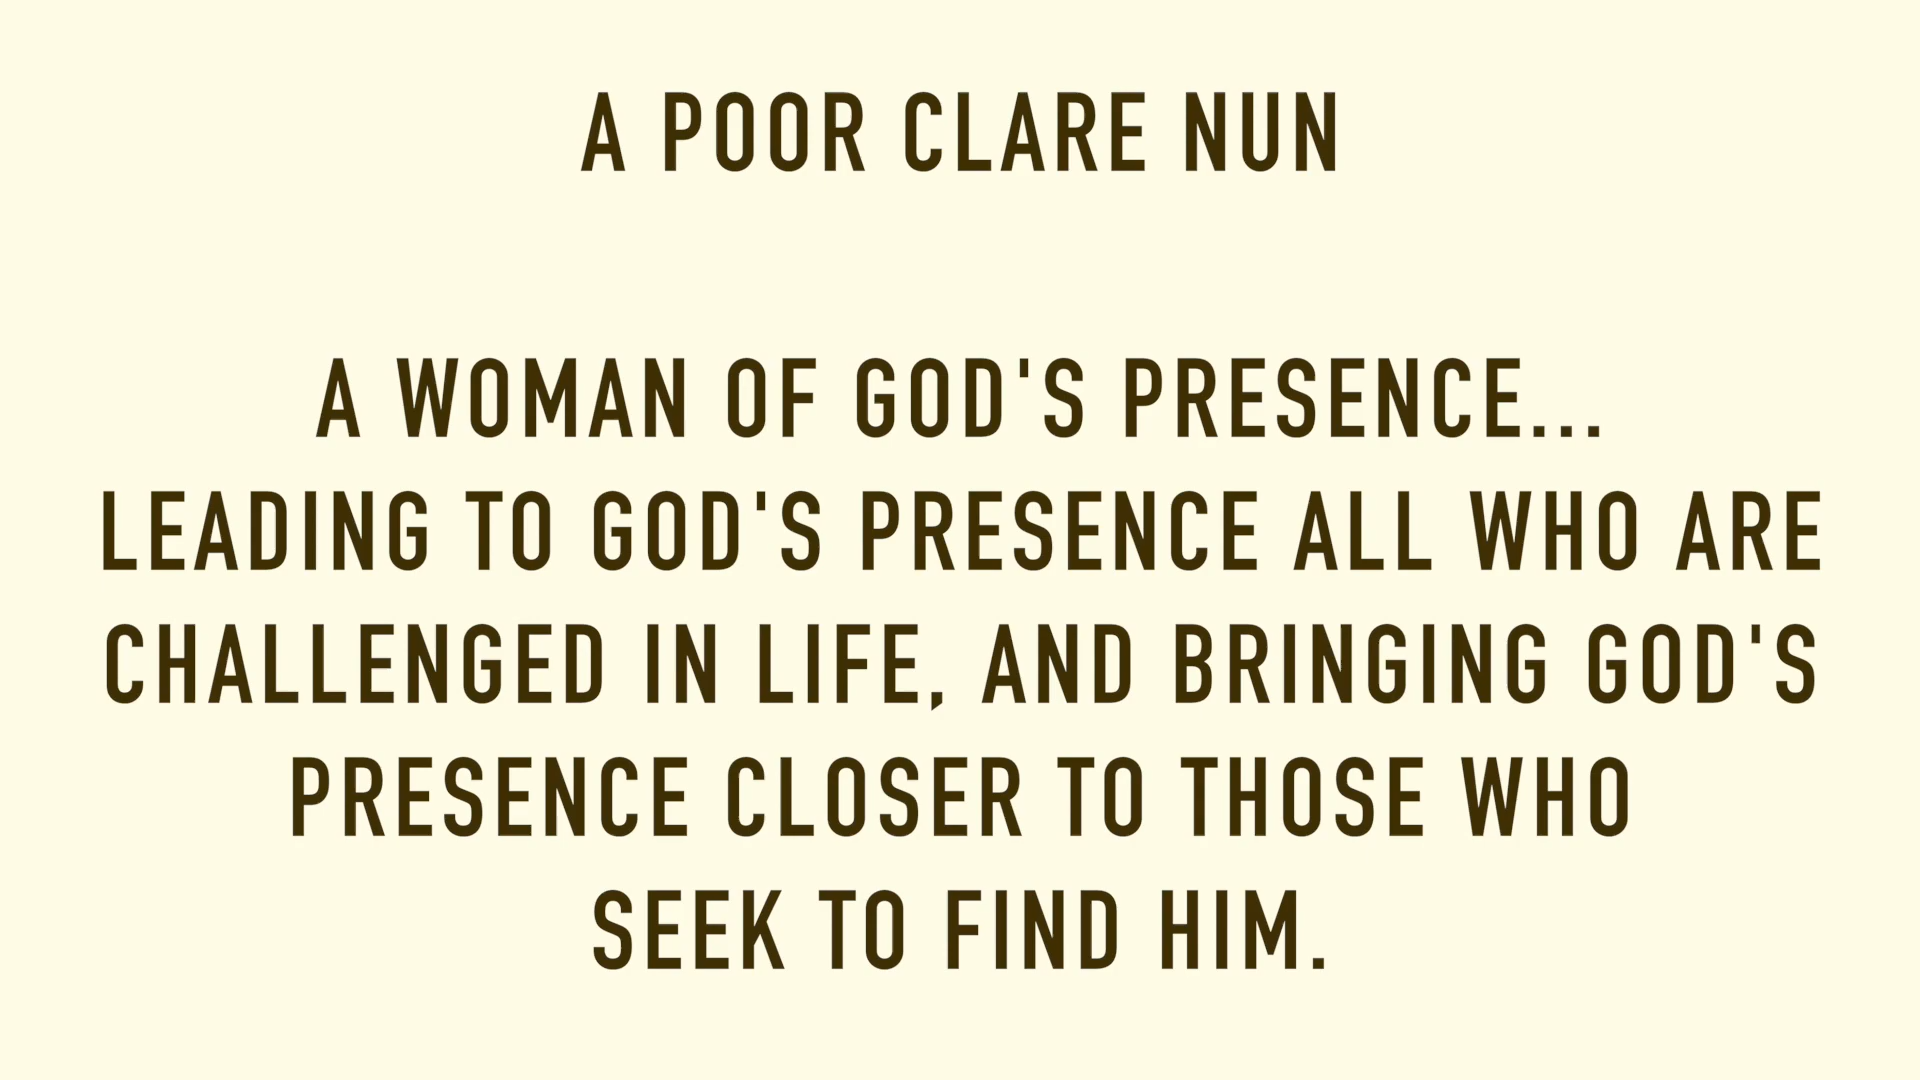 A POOR CLARE NUN
A WOMAN OF GOD'S PRESENCE...
LEADING TO GOD'S PRESENCE ALL WHO ARE
CHALLENGED IN LIFE, AND BRINGING GOD'S
PRESENCE CLOSER TO THOSE WHO
SEEK TO FIND HIM.